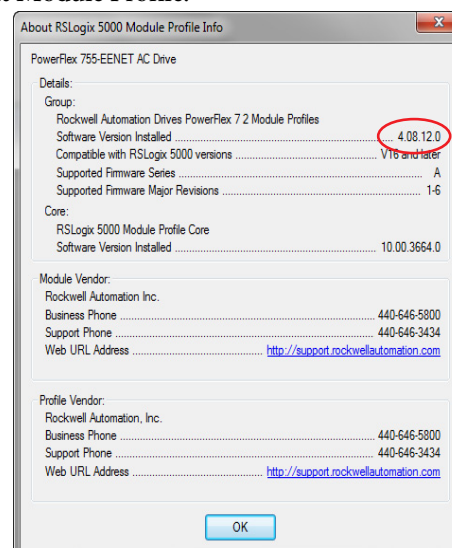 Module Profile.
About RSLogix 5000 Module Profile Info
PowerFlex 755-EENET AC Drive
Details:
Group:
Rockwell Automation Drives PowerFlex 7 2 Module Profiles
Software Version Installed ... 4.08.12.0
Compatible with RSLogix 5000 versions ... V16 and later
Supported Firmware Series ... A
Supported Firmware Major Revisions ... 1-6
Core:
RSLogix 5000 Module Profile Core
Software Version Installed ... 10.00.3664.0
Module Vendor:
Rockwell Automation Inc.
Business Phone ... 440-646-5800
Support Phone ... 440-646-3434
Web URL Address ... http://support.rockwellautomation.com
Profile Vendor:
Rockwell Automation, Inc.
Business Phone ... 440-646-5800
Support Phone ... 440-646-3434
Web URL Address ... http://support.rockwellautomation.com
OK